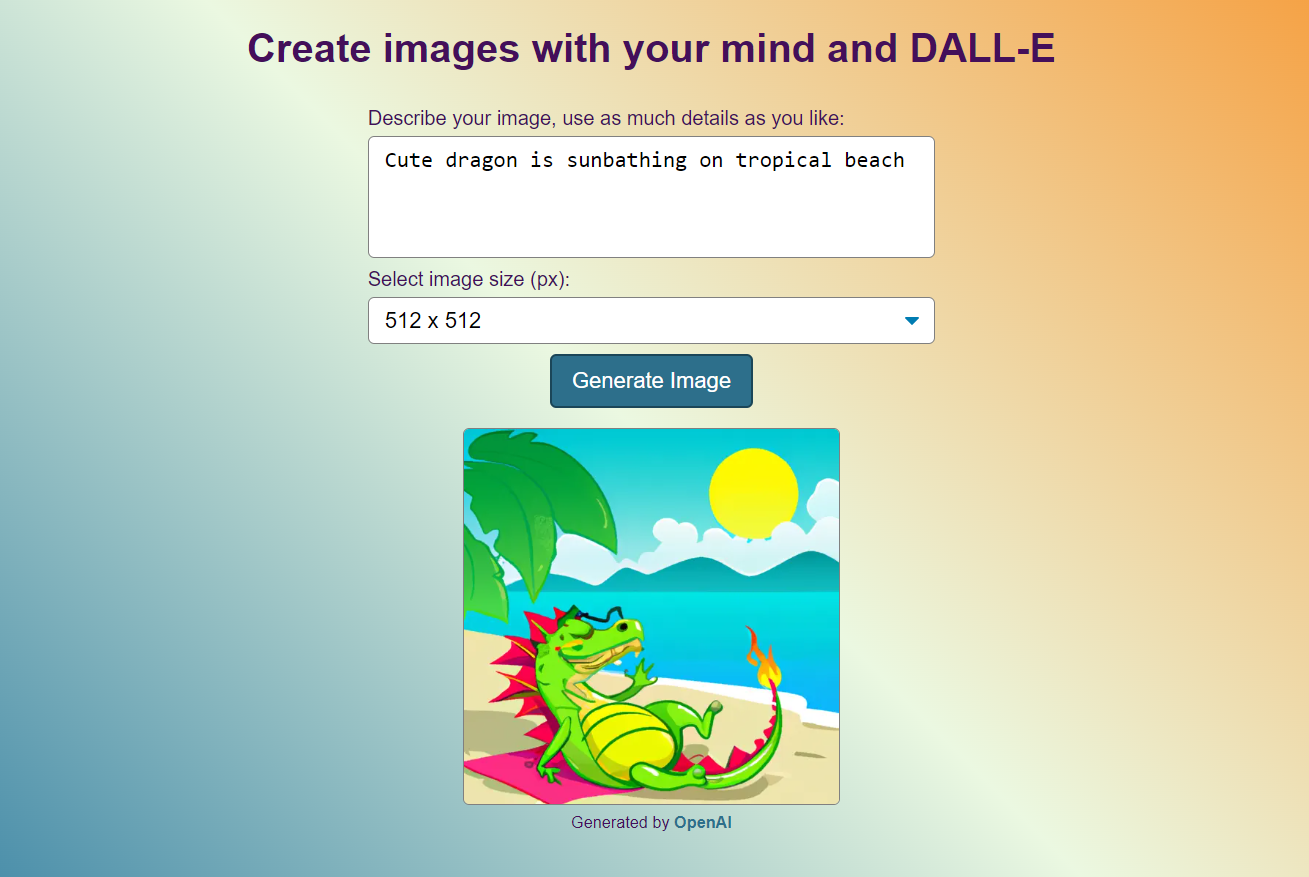 Create images with your mind and DALL-E
Describe your image, use as much details as you like:
Cute dragon is sunbathing on tropical beach
Select image size (px):
512 x 512
Generate Image
Generated by OpenAI